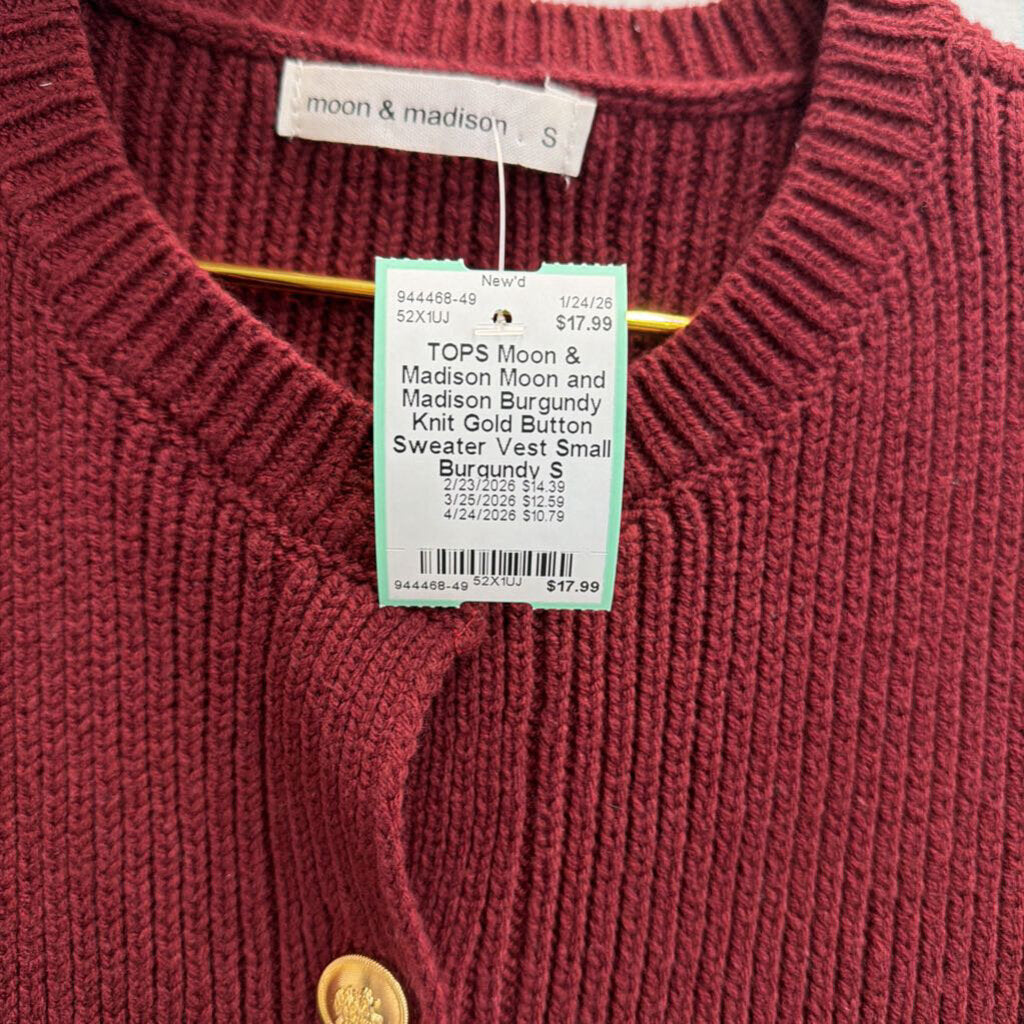 moon & madison . S
New'd
944468-49 1/24/26
52X1UJ $17.99
TOPS Moon &
Madison Moon and
Madison Burgundy
Knit Gold Button
Sweater Vest Small
Burgundy S
2/23/2026 $14.39
3/25/2026 $12.59
4/24/2026 $10.79
944468-49 52X1UJ $17.99